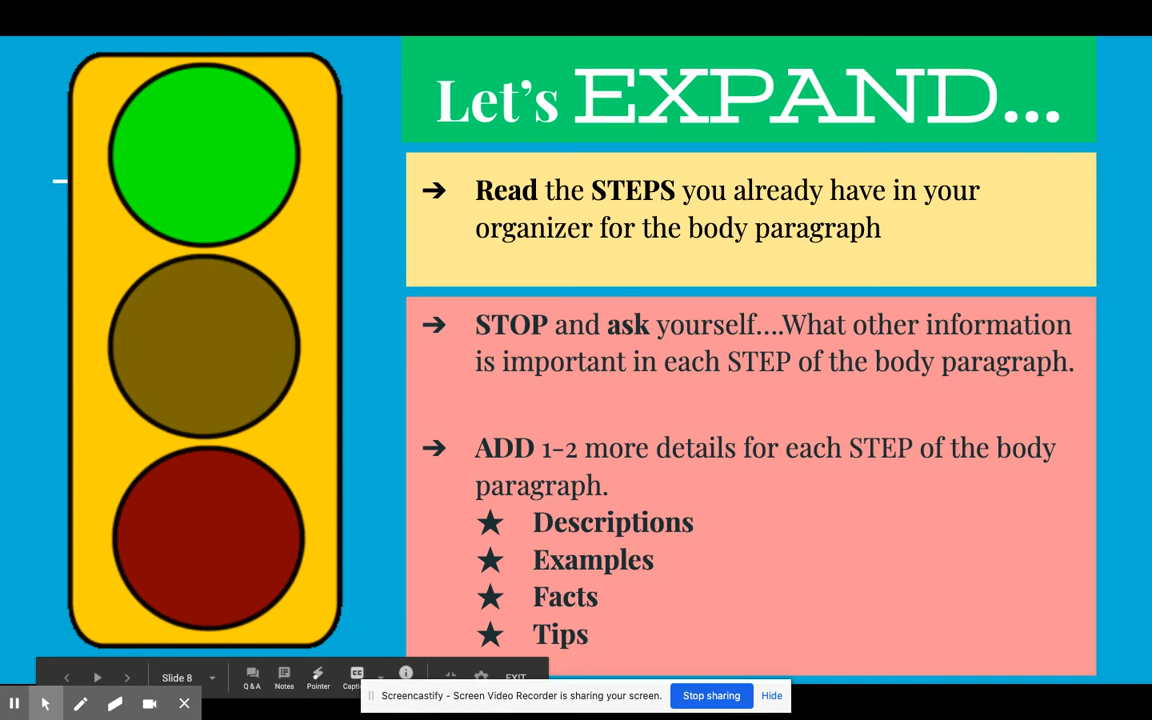 Let's EXPAND...
➔ Read the STEPS you already have in your
organizer for the body paragraph
➔ STOP and ask yourself....What other information
is important in each STEP of the body paragraph.
➔ ADD 1-2 more details for each STEP of the body
paragraph.
★ Descriptions
★ Examples
★ Facts
★ Tips
Slide 8
Q & A Notes Pointer EXIT
Screencastify - Screen Video Recorder is sharing your screen. Stop sharing Hide